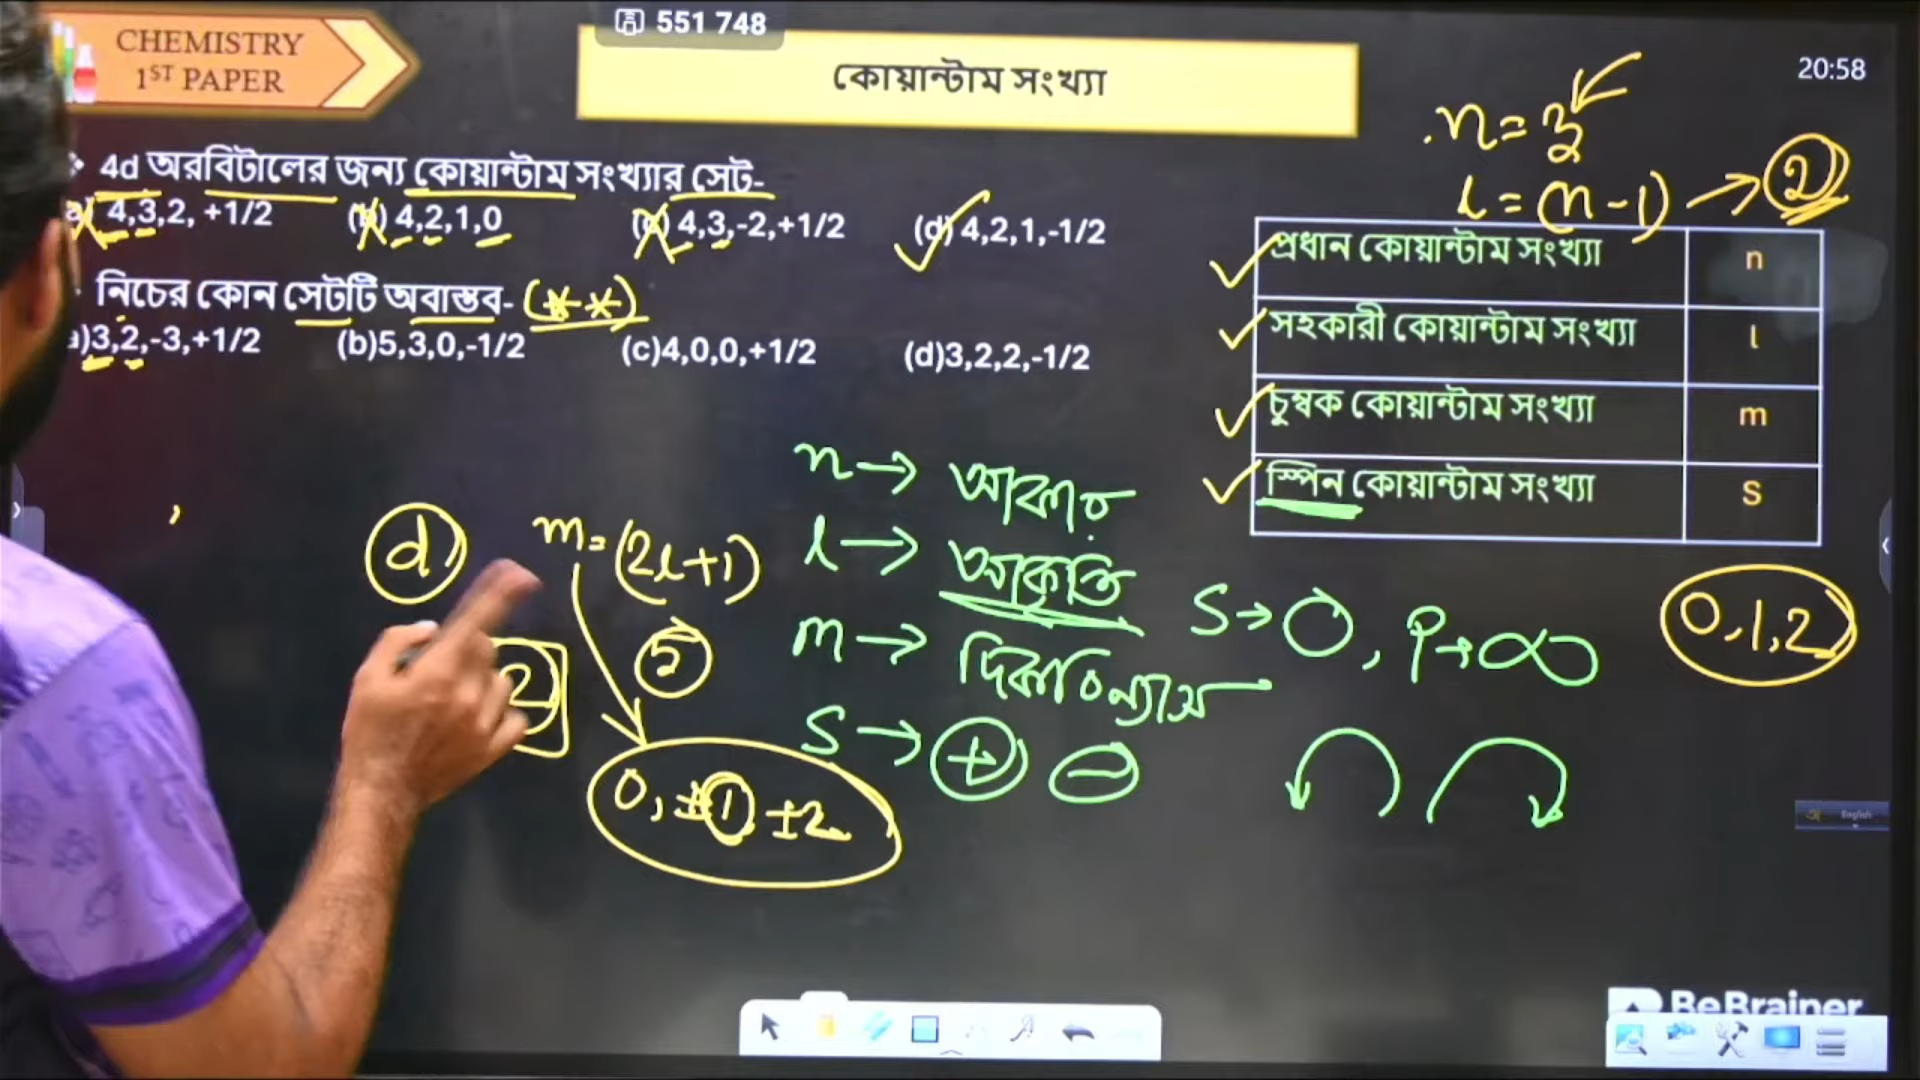 CHEMISTRY
1ST PAPER
551 748
কোয়ান্টাম সংখ্যা
20:58
n = 3
l = (n - 1) → 2
4d অরবিটালের জন্য কোয়ান্টাম সংখ্যার সেট-
a) 4,3,2, +1/2 (b) 4,2,1,0 (c) 4,3,-2,+1/2 (d) 4,2,1,-1/2
নিচের কোন সেটটি অবাস্তব- (**)
a)3,2,-3,+1/2 (b)5,3,0,-1/2 (c)4,0,0,+1/2 (d)3,2,2,-1/2
প্রধান কোয়ান্টাম সংখ্যা n
সহকারী কোয়ান্টাম সংখ্যা l
চুম্বক কোয়ান্টাম সংখ্যা m
স্পিন কোয়ান্টাম সংখ্যা S
d m = (2l+1)
2
5
0, ±1 ±2
n → আকার
l → আকৃতি
m → দিকবিন্যাস
S → + -
S → O, P → ∞
0,1,2
English
BeBrainer